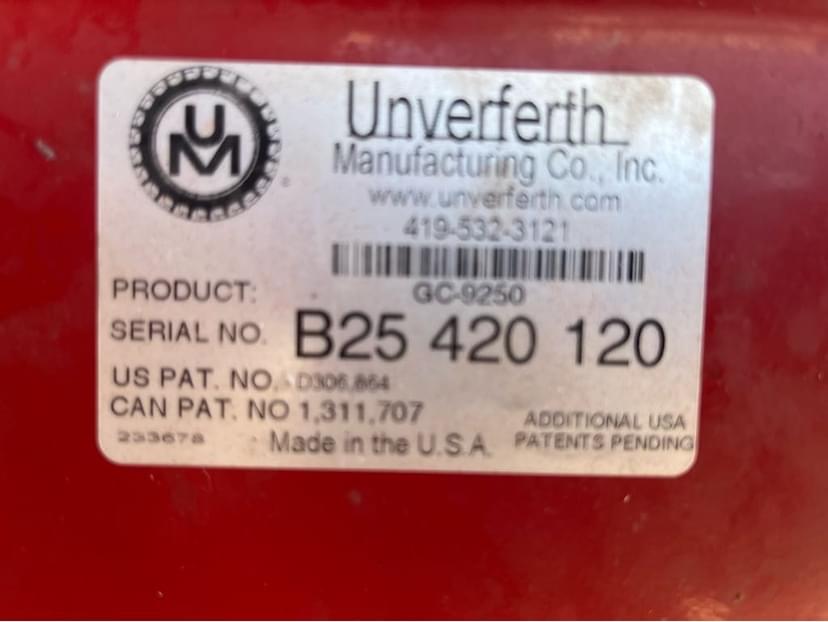 UM
Unverferth
Manufacturing Co., Inc.
www.unverferth.com
419-532-3121
PRODUCT: GC-9250
SERIAL NO. B25 420 120
US PAT. NO. D306,864
CAN PAT. NO 1,311,707
ADDITIONAL USA
233678 Made in the U.S.A. PATENTS PENDING